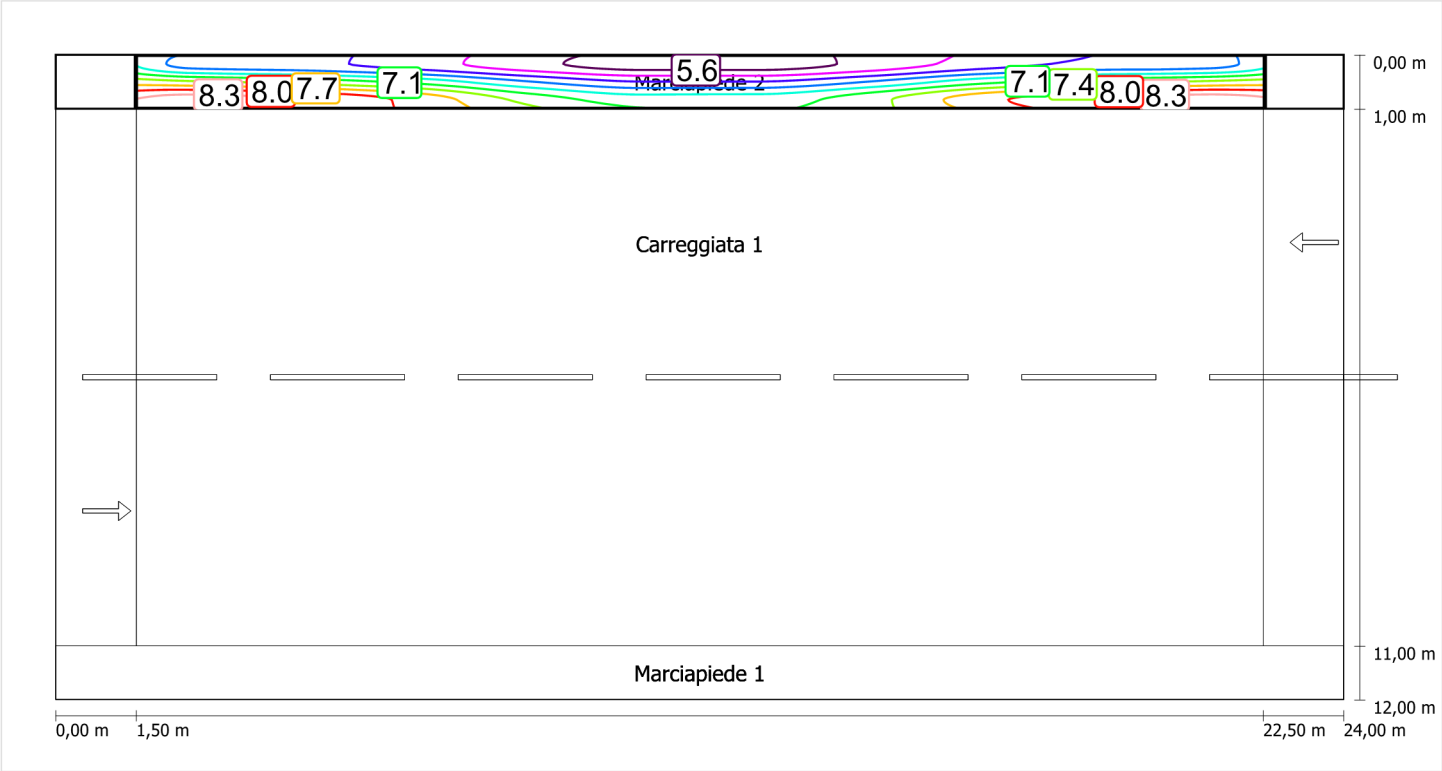 0,00 m
5.6
Marciapiede 2
8.3 8.0 7.7 7.1 7.1 7.4 8.0 8.3
1,00 m
Carreggiata 1
11,00 m
Marciapiede 1
12,00 m
0,00 m 1,50 m 22,50 m 24,00 m